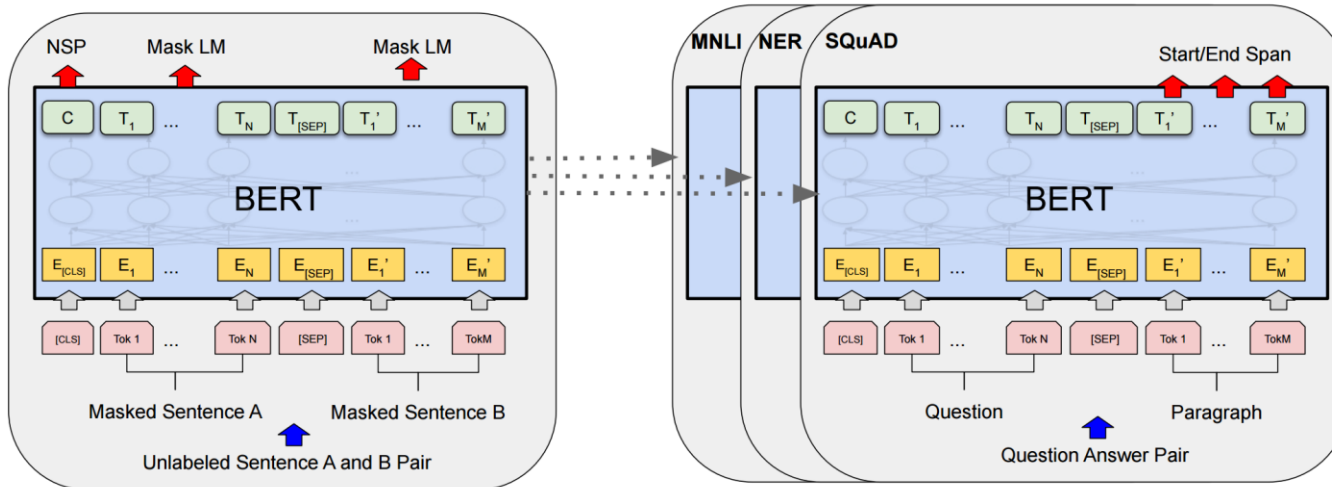 NSP Mask LM Mask LM
C T1 ... TN T[SEP] T1' ... TM'
...
BERT
...
E[CLS] E1 ... EN E[SEP] E1' ... EM'
[CLS] Tok 1 ... Tok N [SEP] Tok 1 ... TokM
Masked Sentence A Masked Sentence B
Unlabeled Sentence A and B Pair
MNLI NER SQuAD
Start/End Span
C T1 ... TN T[SEP] T1' ... TM'
...
BERT
...
E[CLS] E1 ... EN E[SEP] E1' ... EM'
[CLS] Tok 1 ... Tok N [SEP] Tok 1 ... TokM
Question Paragraph
Question Answer Pair